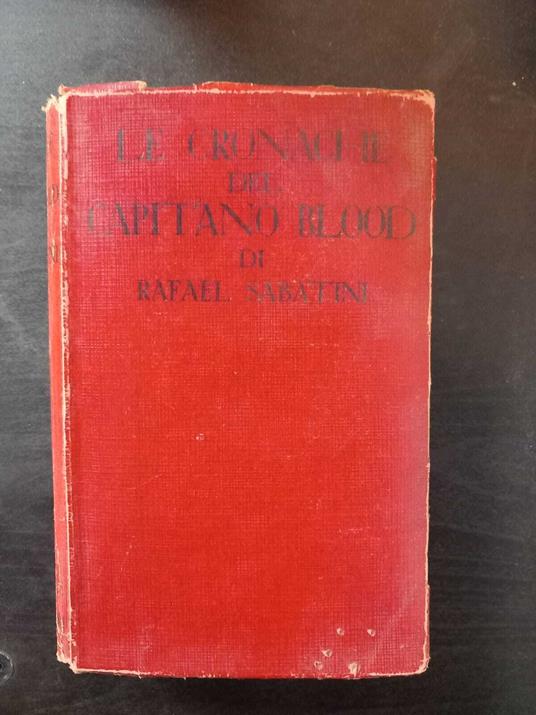 LE CRONACHE
DEL
CAPITANO BLOOD
DI
RAFAEL SABATINI